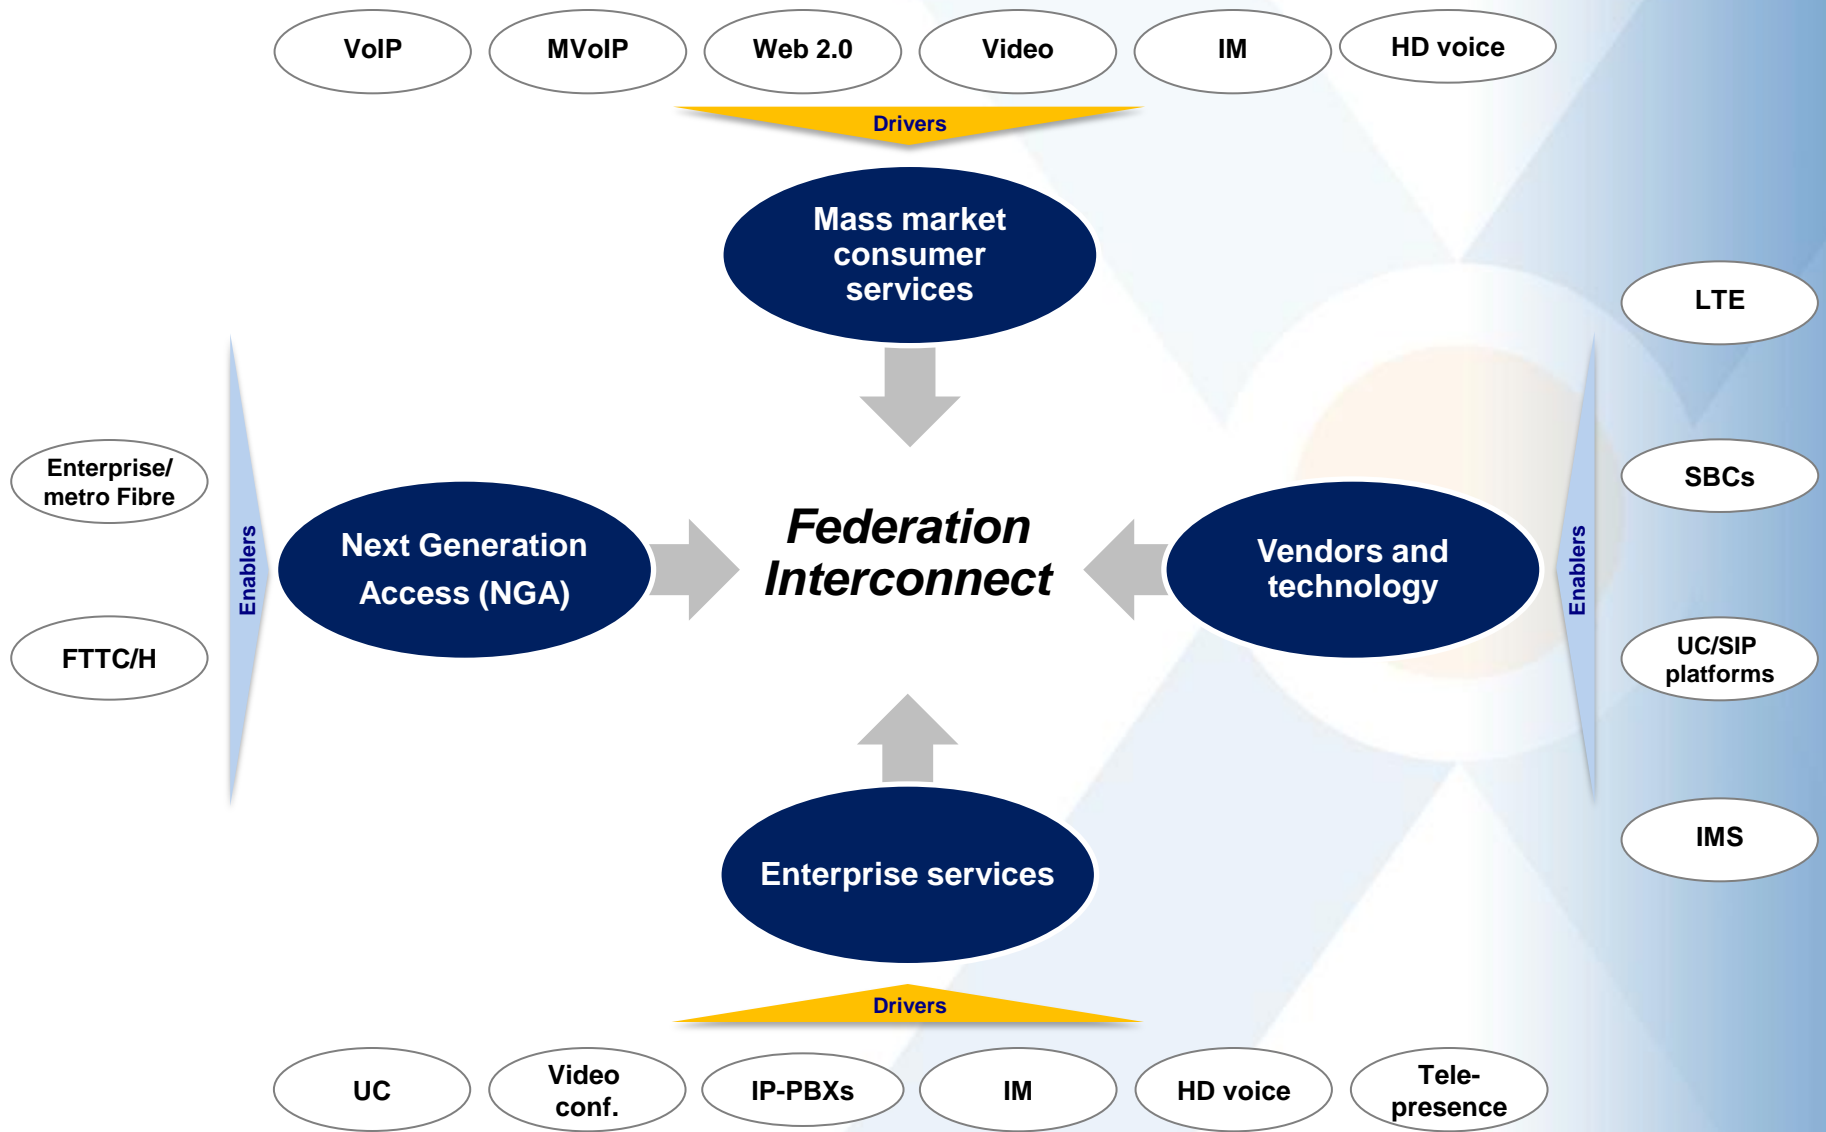 VoIP
MVoIP
Web 2.0
Video
IM
HD voice
Drivers
Mass market
consumer
services
LTE
Enterprise/
metro Fibre
SBCs
Enablers
Next Generation
Access (NGA)
Federation
Interconnect
Vendors and
technology
Enablers
FTTC/H
UC/SIP
platforms
IMS
Enterprise services
Drivers
UC
Video
conf.
IP-PBXs
IM
HD voice
Tele-
presence